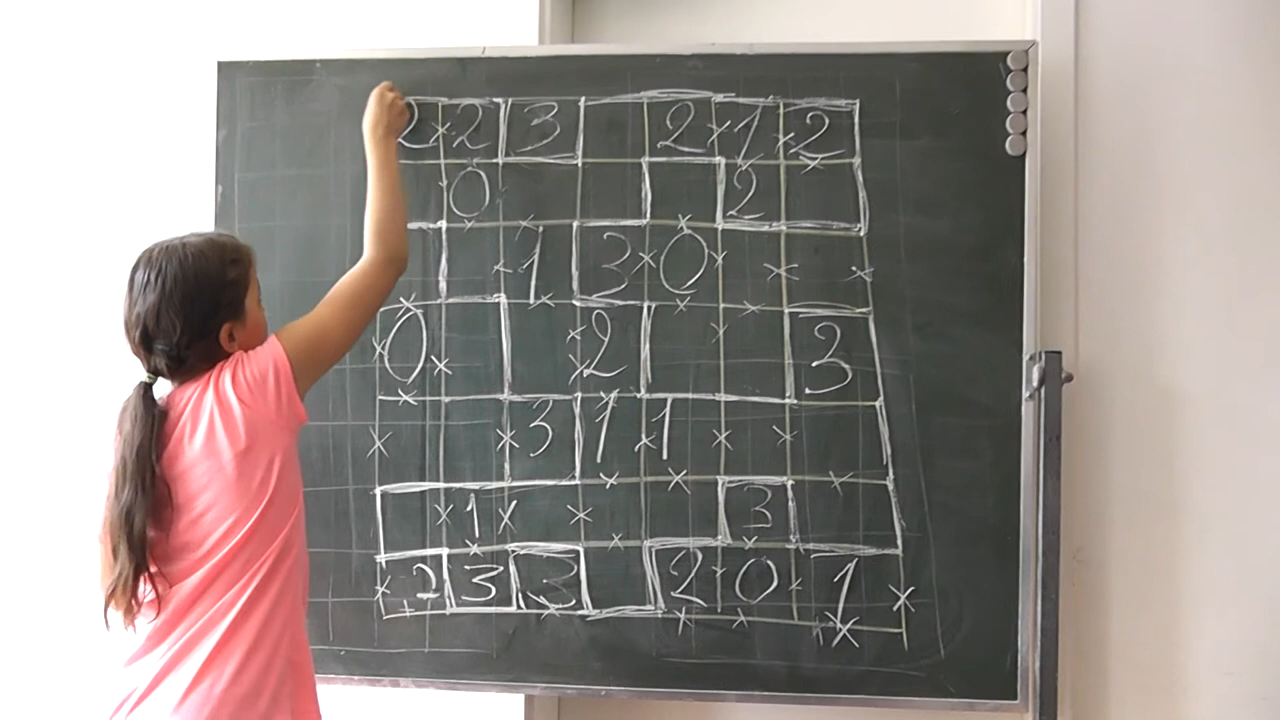 2×2 3 2×1×2
0 2
1 3×0
0 2 3
3 1 1
1 3
2 3 3 2 0 1